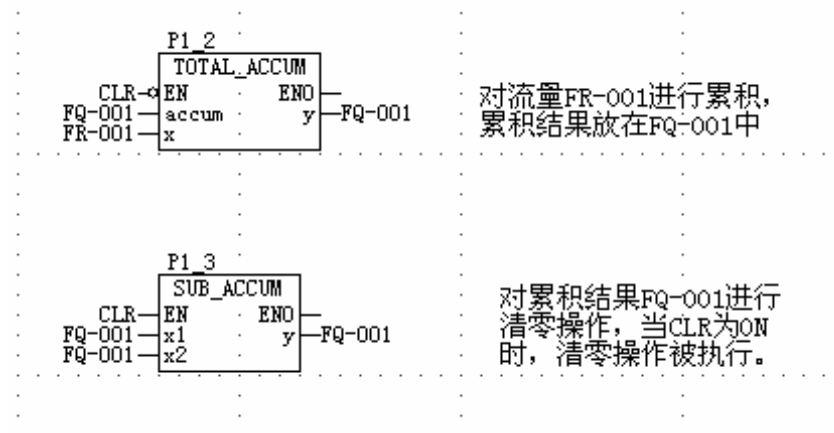 P1_2
TOTAL_ACCUM
CLR EN ENO
FQ-001 accum y FQ-001
FR-001 x
对流量FR-001进行累积，
累积结果放在FQ-001中
P1_3
SUB_ACCUM
CLR EN ENO
FQ-001 x1 y FQ-001
FQ-001 x2
对累积结果FQ-001进行
清零操作，当CLR为ON
时，清零操作被执行。